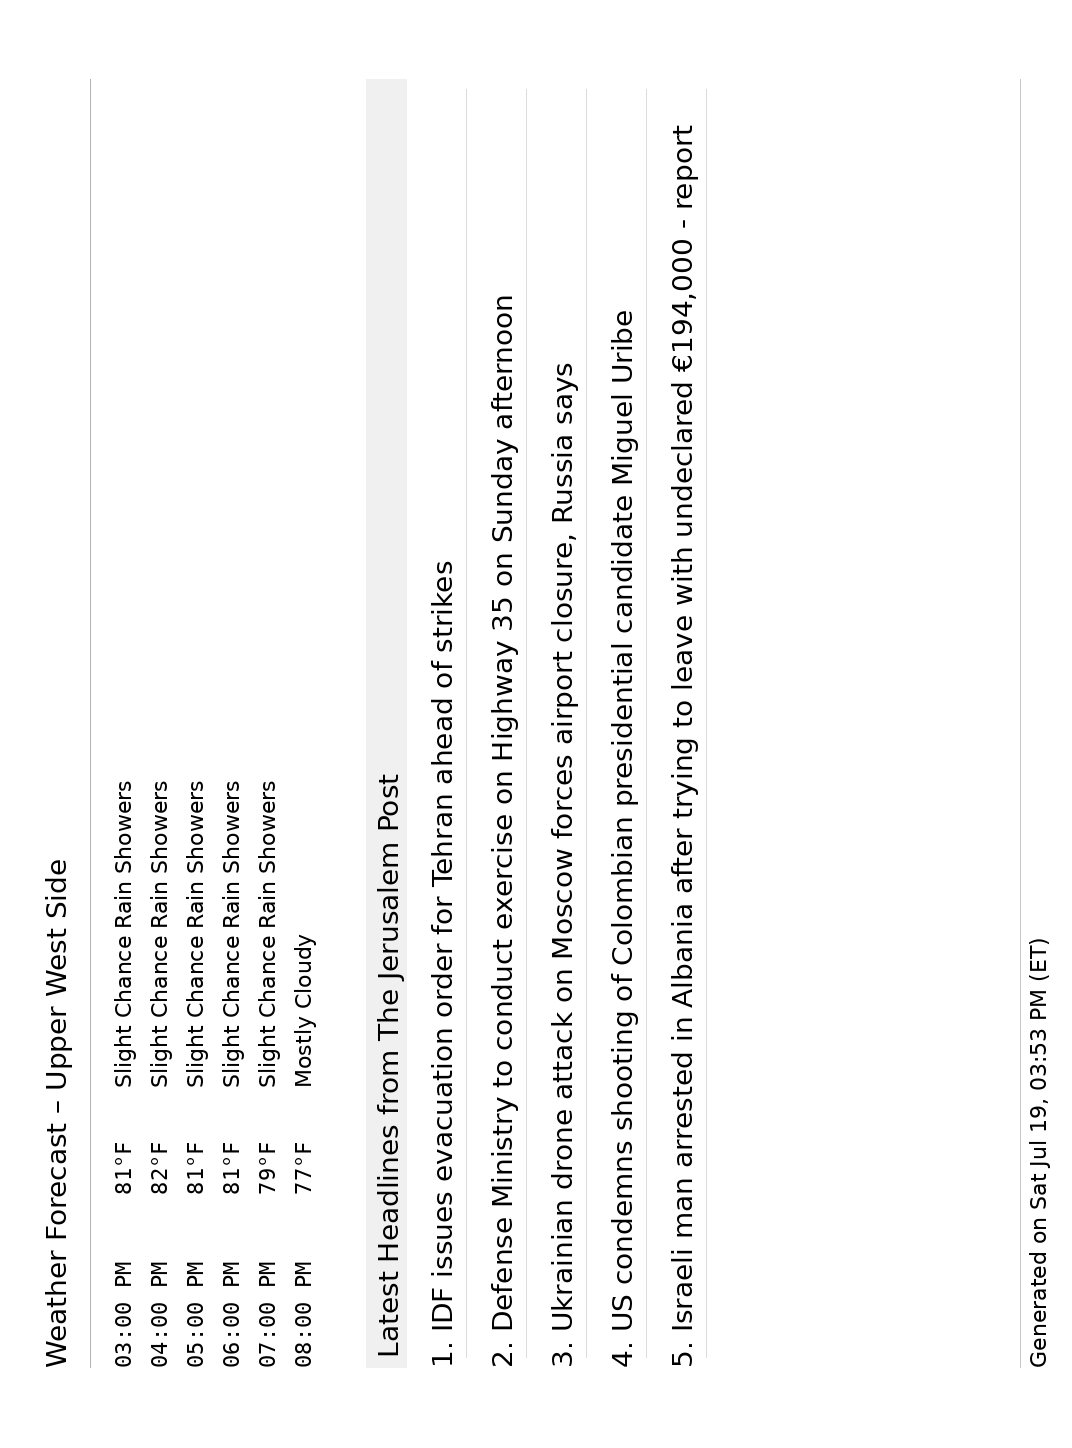 Weather Forecast – Upper West Side
03:00 PM 81°F Slight Chance Rain Showers
04:00 PM 82°F Slight Chance Rain Showers
05:00 PM 81°F Slight Chance Rain Showers
06:00 PM 81°F Slight Chance Rain Showers
07:00 PM 79°F Slight Chance Rain Showers
08:00 PM 77°F Mostly Cloudy
Latest Headlines from The Jerusalem Post
1. IDF issues evacuation order for Tehran ahead of strikes
2. Defense Ministry to conduct exercise on Highway 35 on Sunday afternoon
3. Ukrainian drone attack on Moscow forces airport closure, Russia says
4. US condemns shooting of Colombian presidential candidate Miguel Uribe
5. Israeli man arrested in Albania after trying to leave with undeclared €194,000 - report
Generated on Sat Jul 19, 03:53 PM (ET)